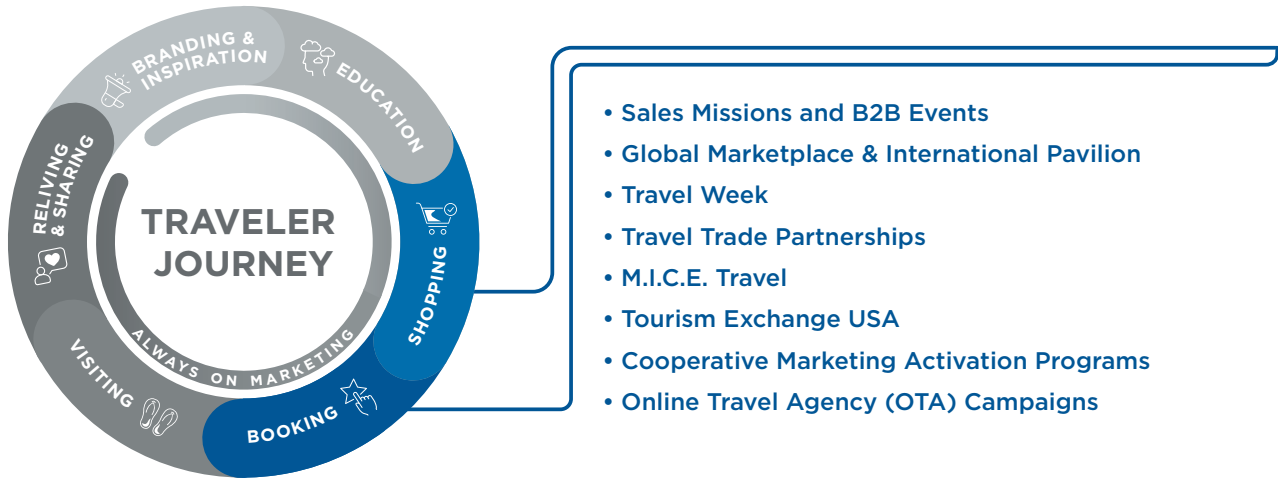 BRANDING &
INSPIRATION
EDUCATION
SHOPPING
BOOKING
VISITING
RELIVING
& SHARING
TRAVELER
JOURNEY
ALWAYS ON MARKETING
• Sales Missions and B2B Events
• Global Marketplace & International Pavilion
• Travel Week
• Travel Trade Partnerships
• M.I.C.E. Travel
• Tourism Exchange USA
• Cooperative Marketing Activation Programs
• Online Travel Agency (OTA) Campaigns